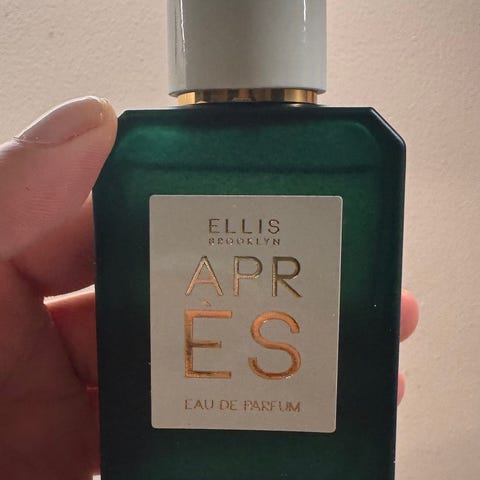 ELLIS
BROOKLYN
APR
ÈS
EAU DE PARFUM